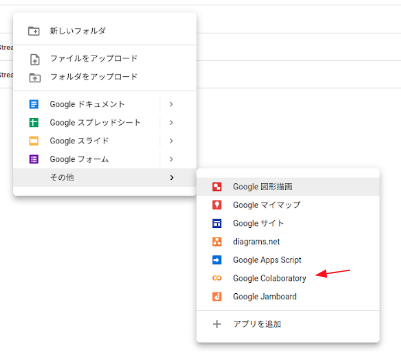 新しいフォルダ
Strea
ファイルをアップロード
Strea
フォルダをアップロード
Google ドキュメント
Google スプレッドシート
Google スライド
Google フォーム
その他
Google 図形描画
Google マイマップ
Google サイト
diagrams.net
Google Apps Script
Google Colaboratory
Google Jamboard
アプリを追加